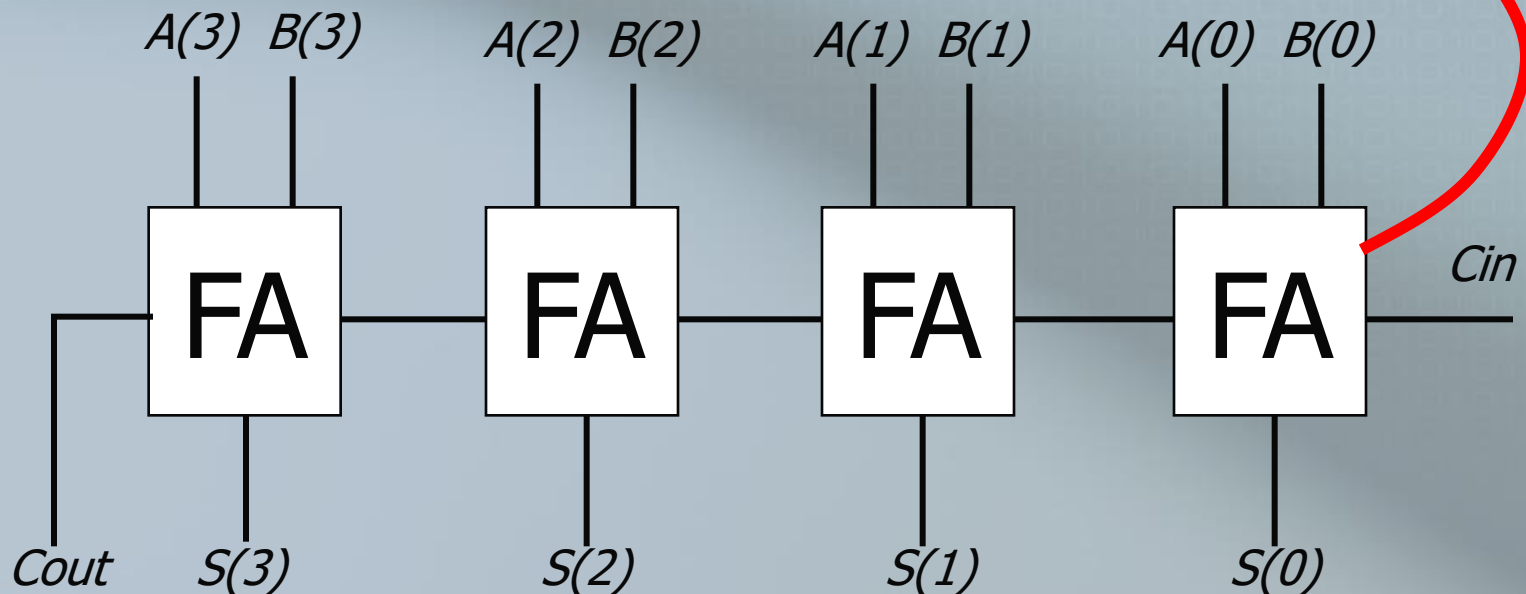 A(3) B(3) A(2) B(2) A(1) B(1) A(0) B(0)
Cin
FA FA FA FA
Cout S(3) S(2) S(1) S(0)